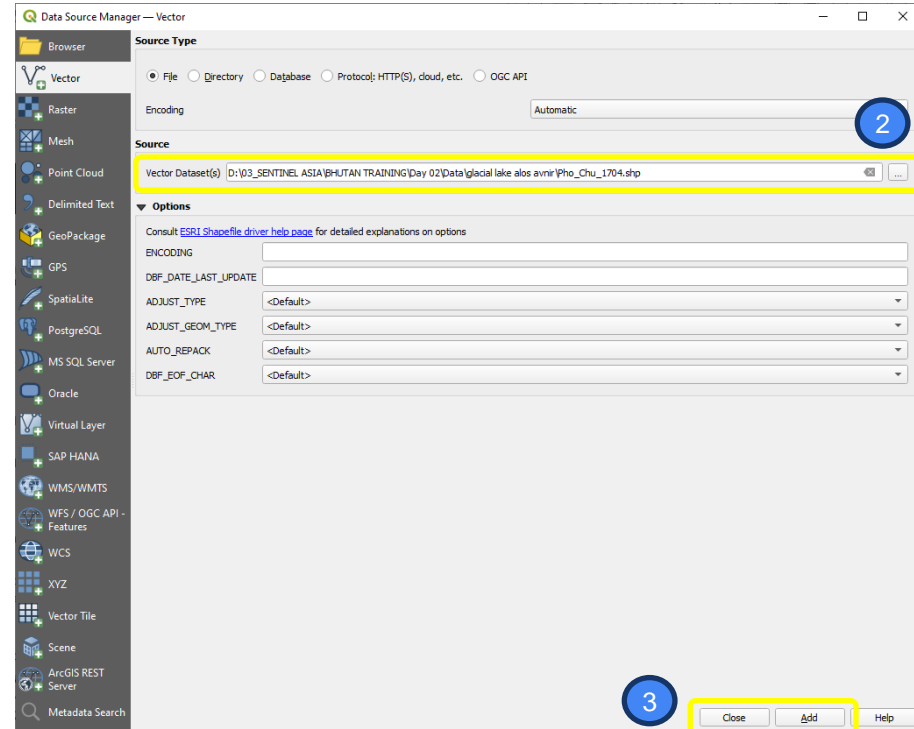 Data Source Manager — Vector
Browser
Vector
Raster
Mesh
Point Cloud
Delimited Text
GeoPackage
GPS
SpatiaLite
PostgreSQL
MS SQL Server
Oracle
Virtual Layer
SAP HANA
WMS/WMTS
WFS / OGC API -
Features
WCS
XYZ
Vector Tile
Scene
ArcGIS REST
Server
Metadata Search
Source Type
File Directory Database Protocol: HTTP(S), cloud, etc. OGC API
Encoding Automatic
2
Source
Vector Dataset(s) D:\03_SENTINEL ASIA\BHUTAN TRAINING\Day 02\Data\glacial lake alos avnir\Pho_Chu_1704.shp ...
Options
Consult ESRI Shapefile driver help page for detailed explanations on options
ENCODING
DBF_DATE_LAST_UPDATE
ADJUST_TYPE <Default>
ADJUST_GEOM_TYPE <Default>
AUTO_REPACK <Default>
DBF_EOF_CHAR <Default>
3
Close Add Help